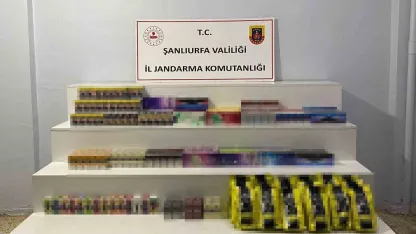 T.C.
ŞANLIURFA VALİLİĞİ
İL JANDARMA KOMUTANLIĞI